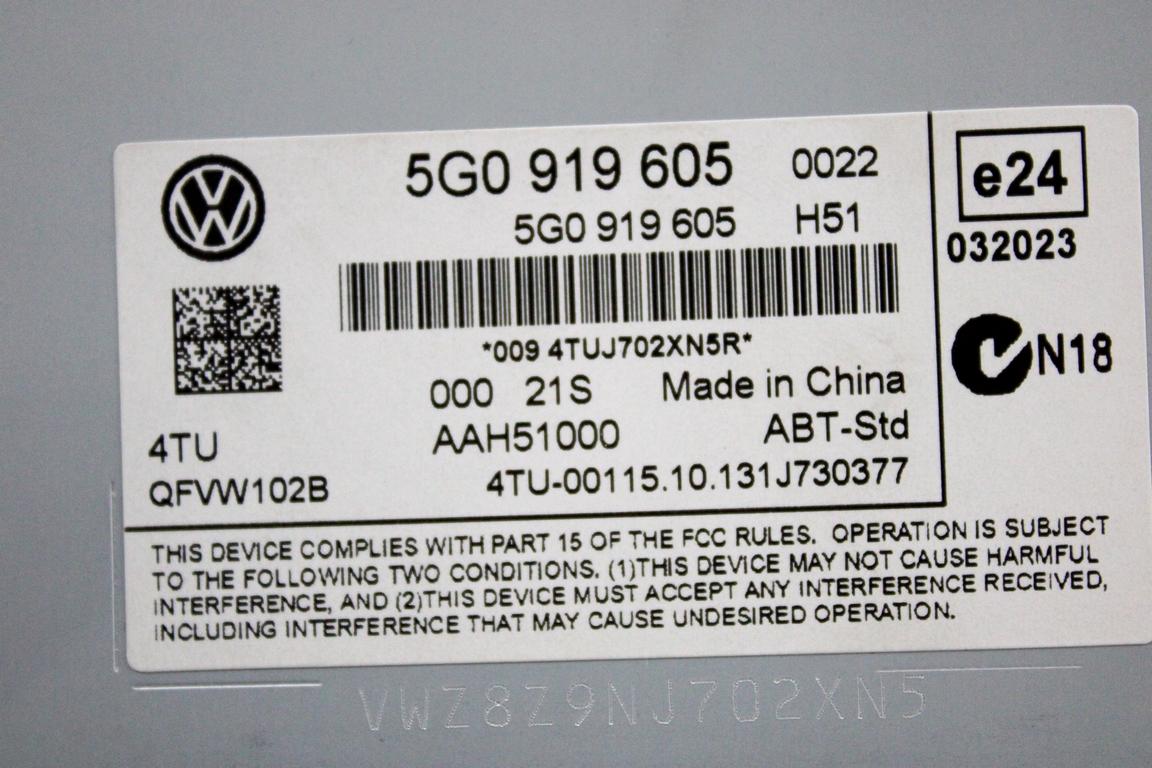 5G0 919 605 0022
5G0 919 605 H51
*009 4TUJ702XN5R*
000 21S Made in China
4TU AAH51000 ABT-Std
QFVW102B 4TU-00115.10.131J730377
e24
032023
N18
THIS DEVICE COMPLIES WITH PART 15 OF THE FCC RULES. OPERATION IS SUBJECT
TO THE FOLLOWING TWO CONDITIONS. (1)THIS DEVICE MAY NOT CAUSE HARMFUL
INTERFERENCE, AND (2)THIS DEVICE MUST ACCEPT ANY INTERFERENCE RECEIVED,
INCLUDING INTERFERENCE THAT MAY CAUSE UNDESIRED OPERATION.
VWZ8Z9NJ702XN5